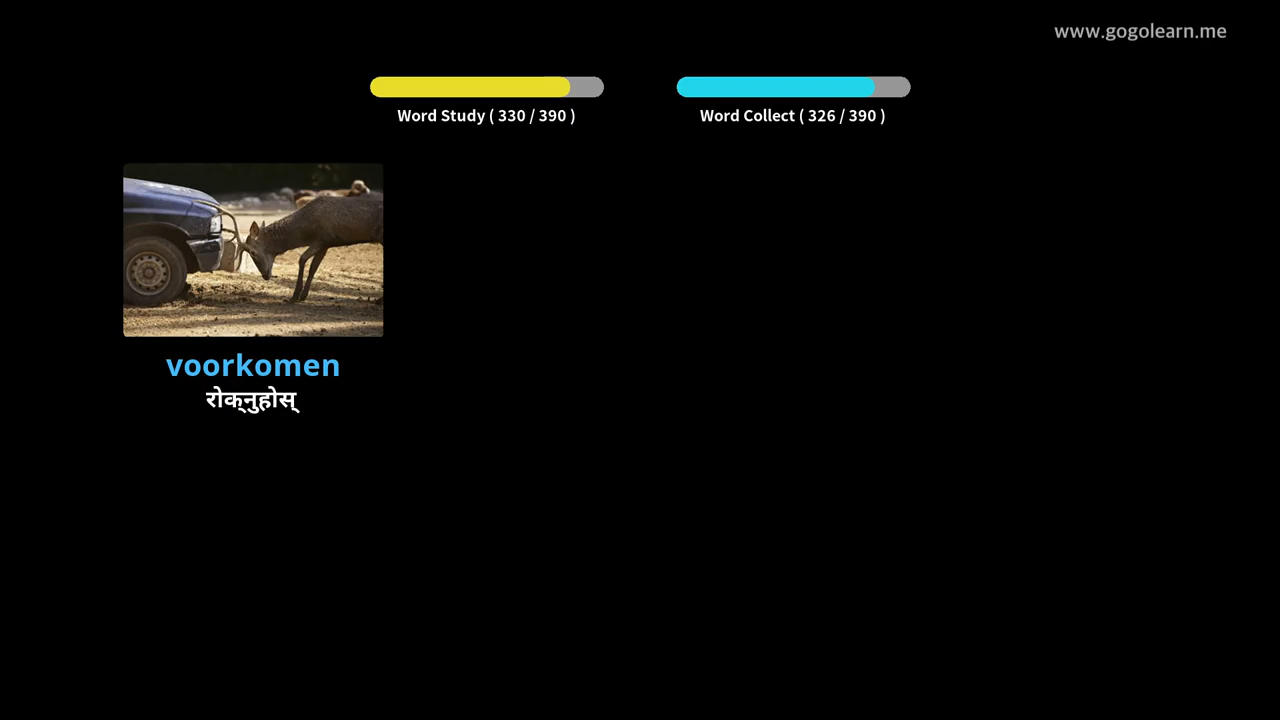 www.gogolearn.me
Word Study ( 330 / 390 )
Word Collect ( 326 / 390 )
voorkomen
रोक्नुहोस्